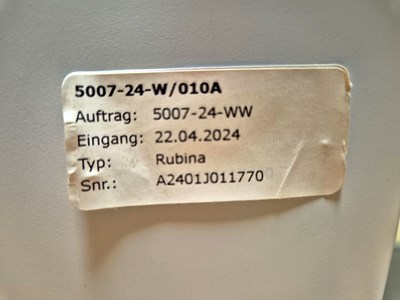 5007-24-W/010A
Auftrag: 5007-24-WW
Eingang: 22.04.2024
Typ: Rubina
Snr.: A2401J011770